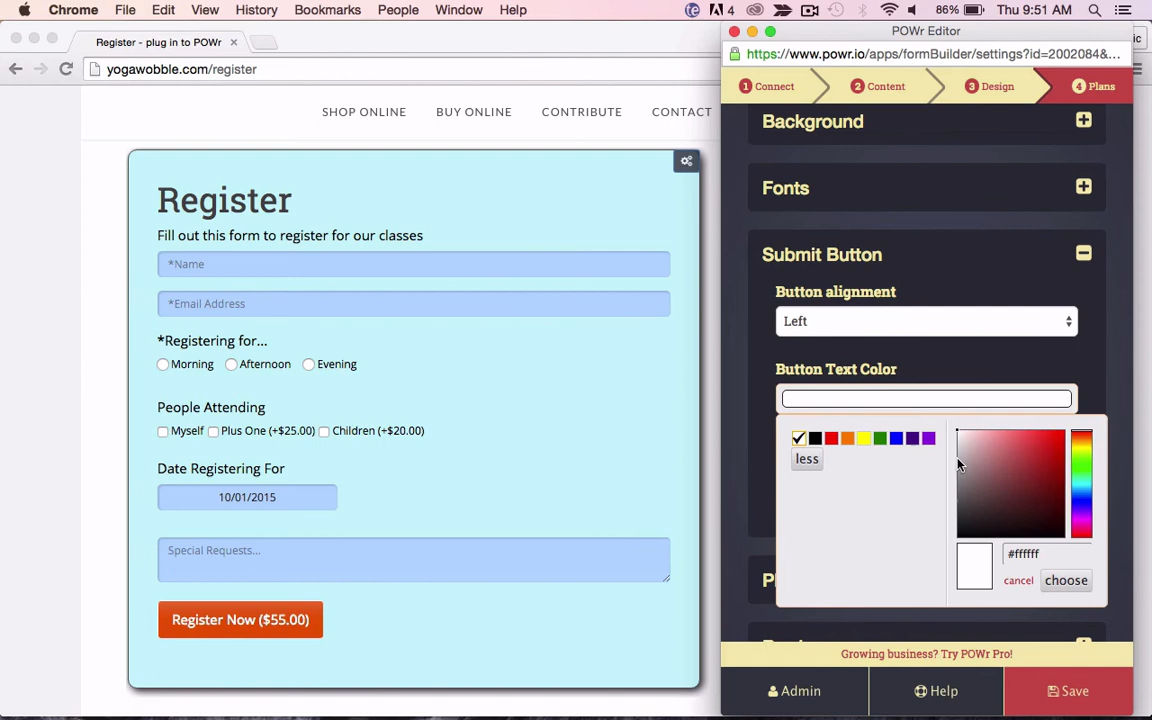 Chrome File Edit View History Bookmarks People Window Help
4 86% Thu 9:51 AM
Register - plug in to POWr
yogawobble.com/register
SHOP ONLINE BUY ONLINE CONTRIBUTE CONTACT
Register
Fill out this form to register for our classes
*Name
*Email Address
*Registering for...
Morning Afternoon Evening
People Attending
Myself Plus One (+$25.00) Children (+$20.00)
Date Registering For
10/01/2015
Special Requests...
Register Now ($55.00)
POWr Editor
https://www.powr.io/apps/formBuilder/settings?id=2002084&...
1 Connect 2 Content 3 Design 4 Plans
Background
Fonts
Submit Button
Button alignment
Left
Button Text Color
less
#ffffff
cancel choose
Growing business? Try POWr Pro!
Admin Help Save